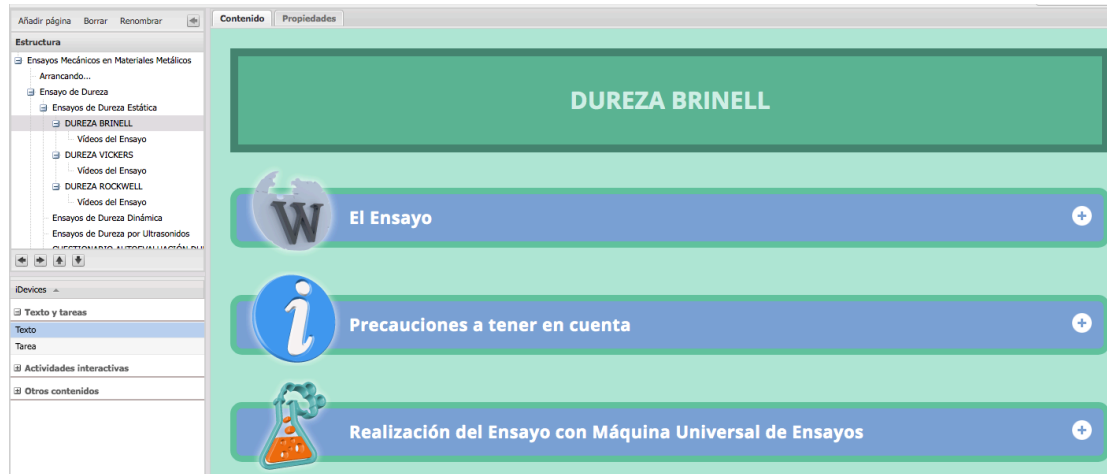 Añadir página Borrar Renombrar
Estructura
Ensayos Mecánicos en Materiales Metálicos
Arrancando...
Ensayo de Dureza
Ensayos de Dureza Estática
DUREZA BRINELL
Vídeos del Ensayo
DUREZA VICKERS
Vídeos del Ensayo
DUREZA ROCKWELL
Vídeos del Ensayo
Ensayos de Dureza Dinámica
Ensayos de Dureza por Ultrasonidos
CUESTIONARIO AUTOEVALUACIÓN
iDevices
Texto y tareas
Texto
Tarea
Actividades interactivas
Otros contenidos
Contenido Propiedades
DUREZA BRINELL
W
El Ensayo
i
Precauciones a tener en cuenta
Realización del Ensayo con Máquina Universal de Ensayos